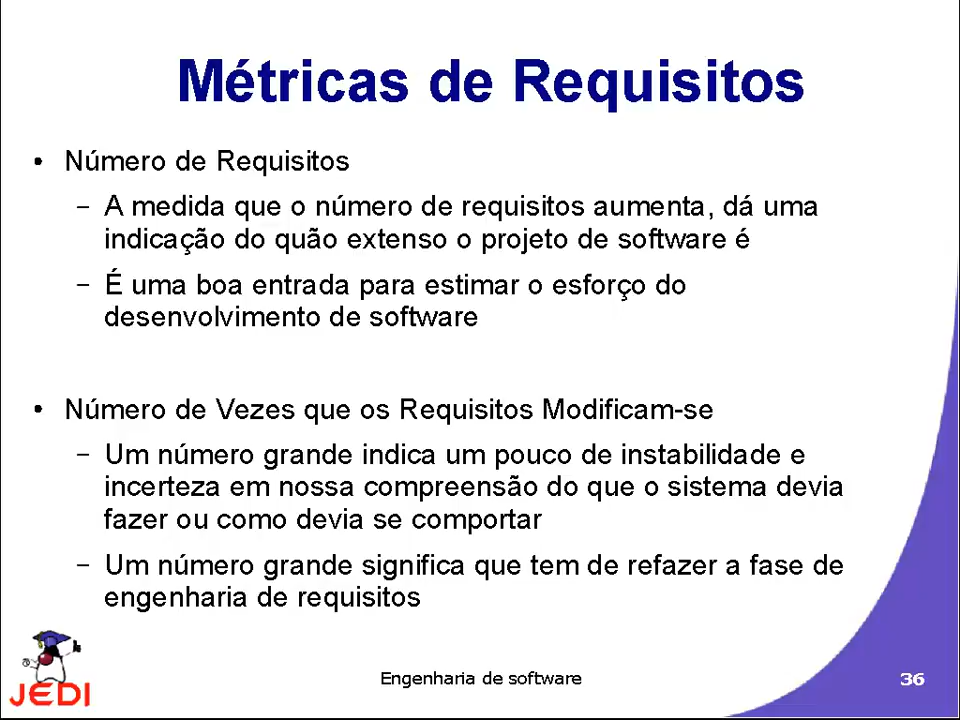 Métricas de Requisitos
• Número de Requisitos
– A medida que o número de requisitos aumenta, dá uma
indicação do quão extenso o projeto de software é
– É uma boa entrada para estimar o esforço do
desenvolvimento de software
• Número de Vezes que os Requisitos Modificam-se
– Um número grande indica um pouco de instabilidade e
incerteza em nossa compreensão do que o sistema devia
fazer ou como devia se comportar
– Um número grande significa que tem de refazer a fase de
engenharia de requisitos
JEDI
Engenharia de software
36